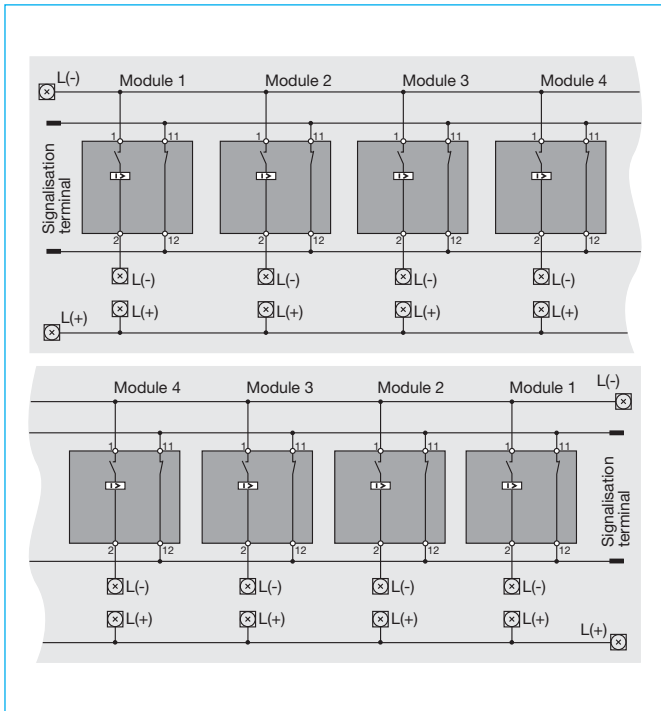 L(-) Module 1 Module 2 Module 3 Module 4
1 11 1 11 1 11 1 11
I> I> I> I>
Signalisation
terminal
2 12 2 12 2 12 2 12
L(-) L(-) L(-) L(-)
L(+) L(+) L(+) L(+)
L(+)
Module 4 Module 3 Module 2 Module 1 L(-)
1 11 1 11 1 11 1 11
I> I> I> I>
Signalisation
terminal
2 12 2 12 2 12 2 12
L(-) L(-) L(-) L(-)
L(+) L(+) L(+) L(+)
L(+)